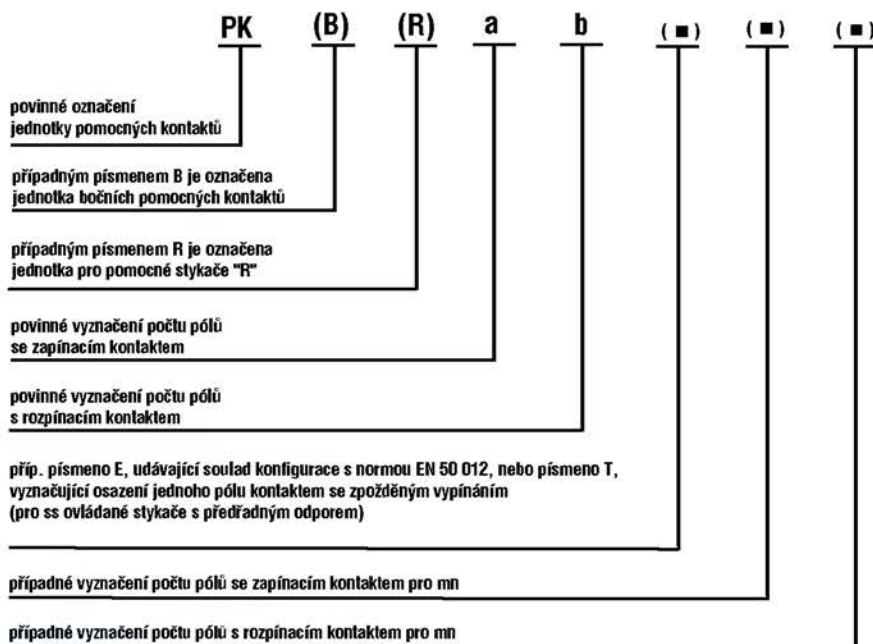 PK (B) (R) a b (■) (■) (■)
povinné označení
jednotky pomocných kontaktů
případným písmenem B je označena
jednotka bočních pomocných kontaktů
případným písmenem R je označena
jednotka pro pomocné stykače "R"
povinné vyznačení počtu pólů
se zapínacím kontaktem
povinné vyznačení počtu pólů
s rozpínacím kontaktem
příp. písmeno E, udávající soulad konfigurace s normou EN 50 012, nebo písmeno T,
vyznačující osazení jednoho pólu kontaktem se zpožděným vypínáním
(pro ss ovládané stykače s předřadným odporem)
případné vyznačení počtu pólů se zapínacím kontaktem pro mn
případné vyznačení počtu pólů s rozpínacím kontaktem pro mn